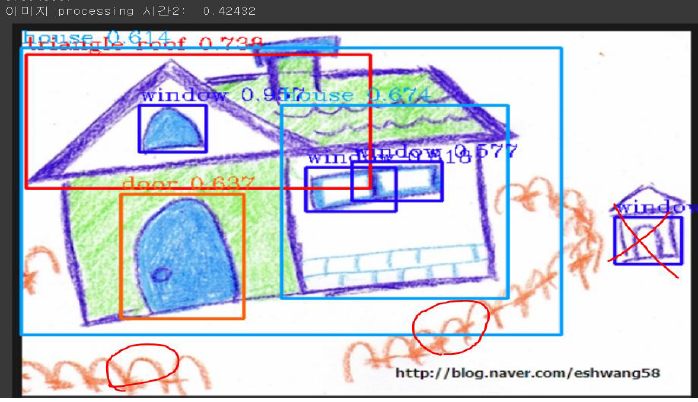 이미지 processing 시간2: 0.42432
house 0.614
triangle roof 0.738
window 0.957
house 0.674
window 0.577
door 0.637
window
http://blog.naver.com/eshwang58